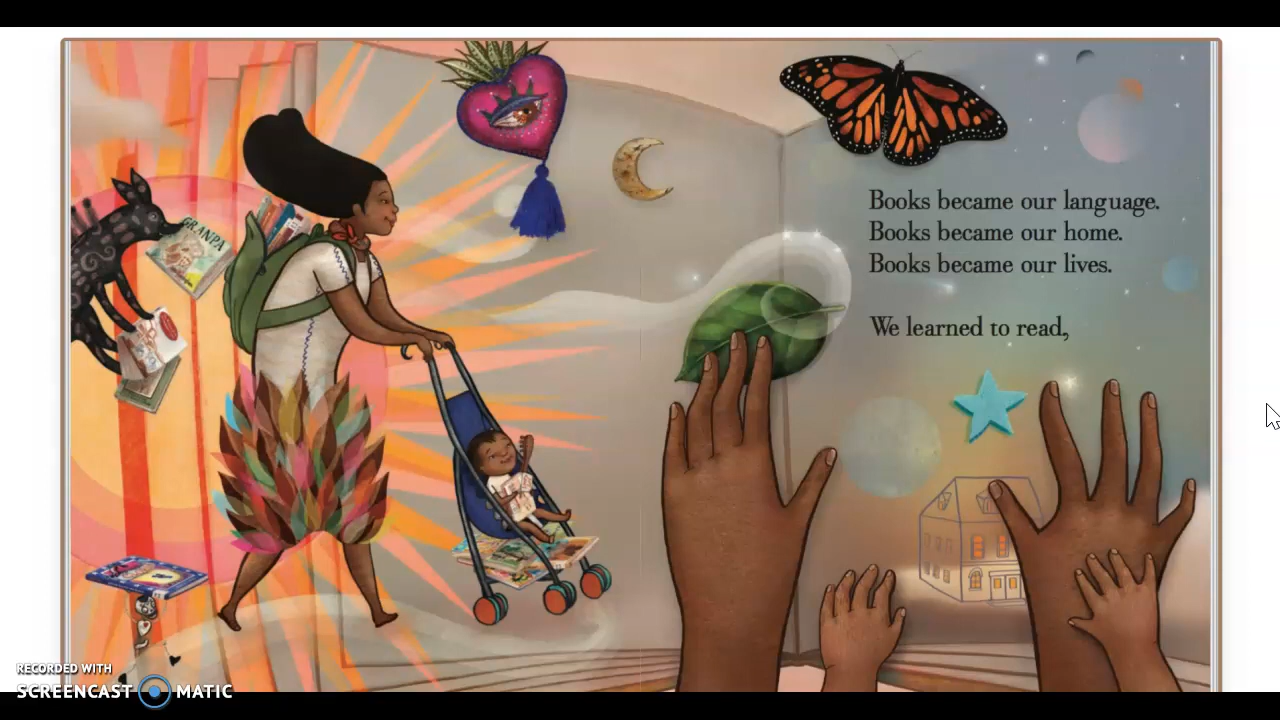 GRANPA
Books became our language.
Books became our home.
Books became our lives.
We learned to read,
RECORDED WITH
SCREENCAST MATIC